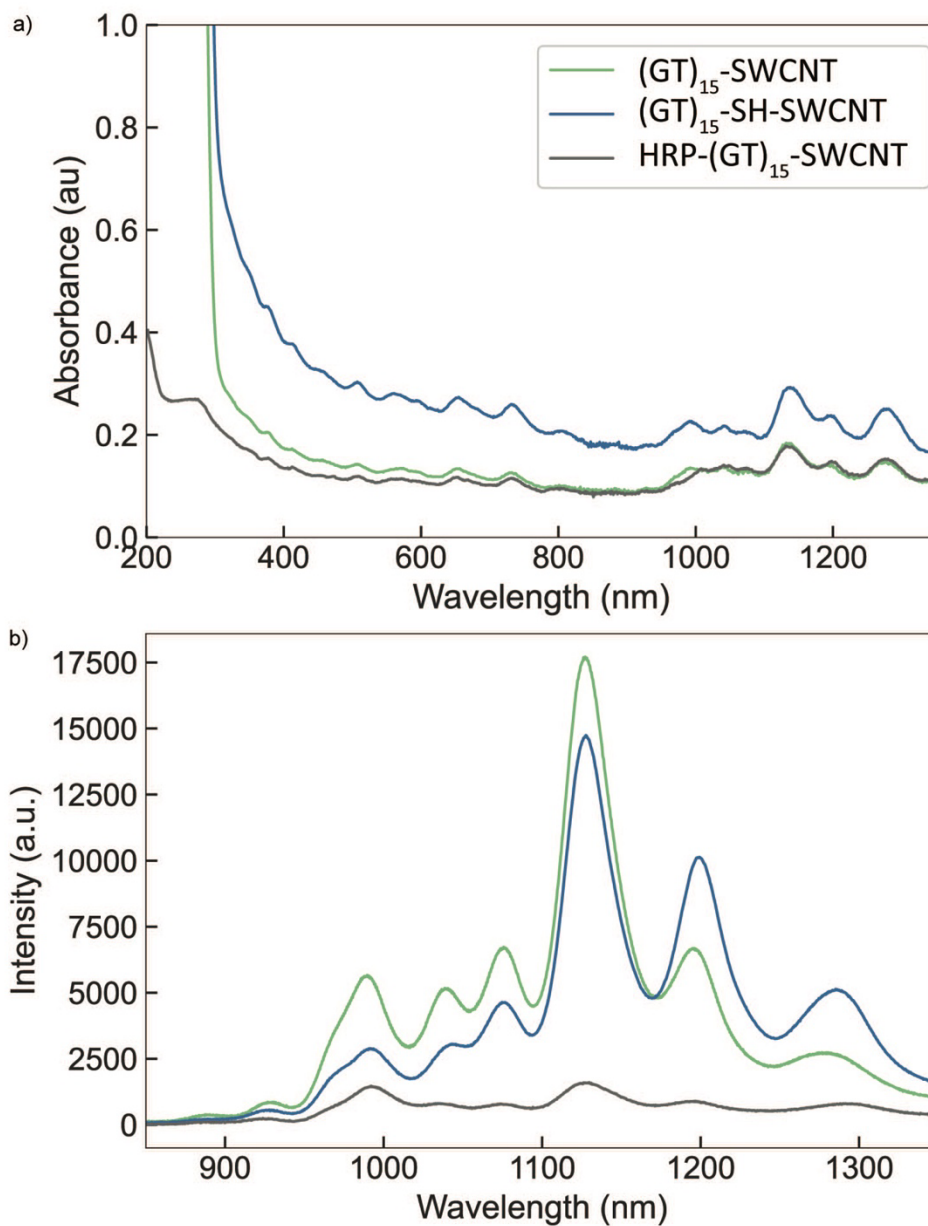 a)
1.0
0.8
0.6
0.4
0.2
0.0
Absorbance (au)
(GT)₁₅-SWCNT
(GT)₁₅-SH-SWCNT
HRP-(GT)₁₅-SWCNT
200 400 600 800 1000 1200
Wavelength (nm)
b)
17500
15000
12500
10000
7500
5000
2500
0
Intensity (a.u.)
900 1000 1100 1200 1300
Wavelength (nm)